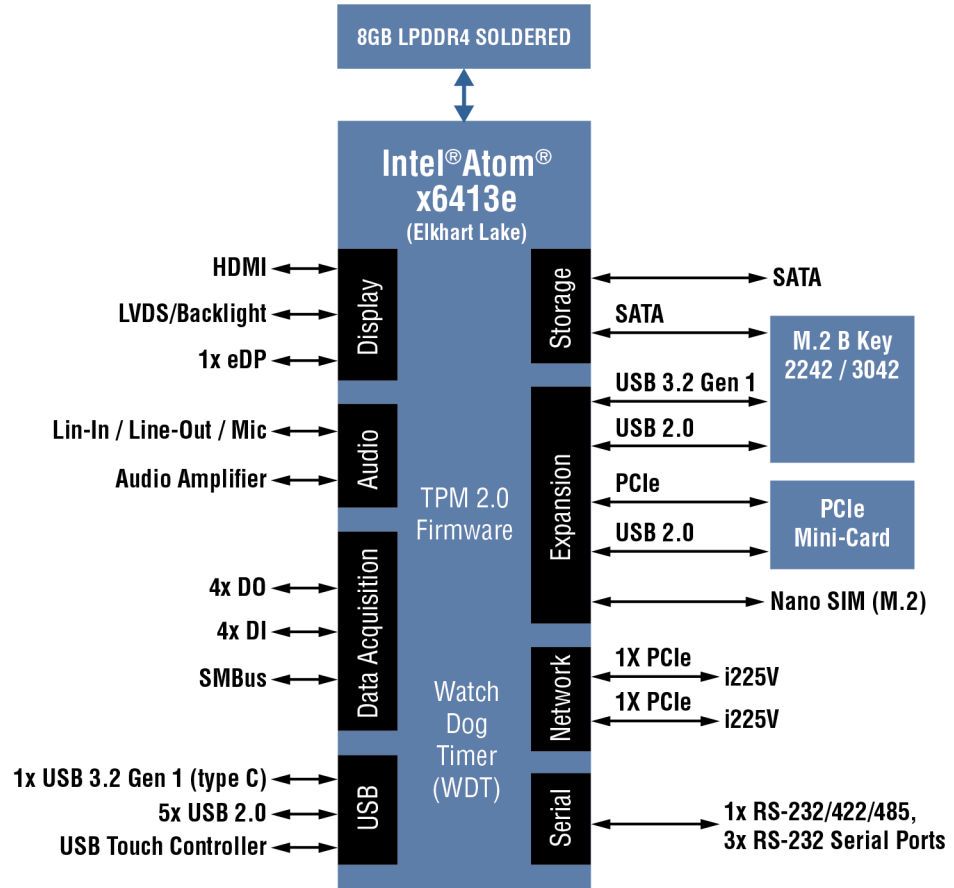 8GB LPDDR4 SOLDERED
Intel®Atom®
x6413e
(Elkhart Lake)
HDMI
LVDS/Backlight
1x eDP
Display
Lin-In / Line-Out / Mic
Audio Amplifier
Audio
4x DO
4x DI
SMBus
Data Acquisition
1x USB 3.2 Gen 1 (type C)
5x USB 2.0
USB Touch Controller
USB
TPM 2.0
Firmware
Watch
Dog
Timer
(WDT)
Storage
SATA
SATA
M.2 B Key
2242 / 3042
Expansion
USB 3.2 Gen 1
USB 2.0
PCIe
USB 2.0
PCIe
Mini-Card
Nano SIM (M.2)
Network
1X PCIe
i225V
1X PCIe
i225V
Serial
1x RS-232/422/485,
3x RS-232 Serial Ports